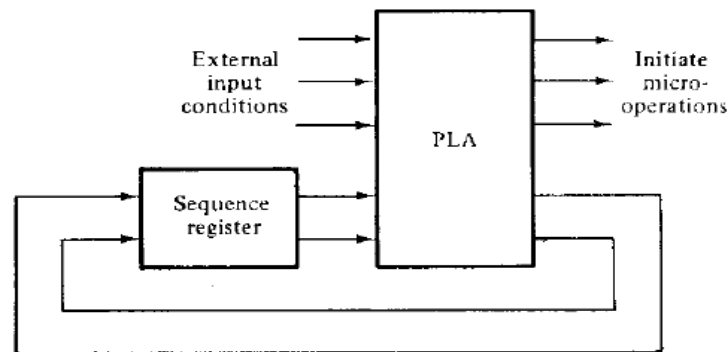 External
input
conditions
PLA
Initiate
micro-
operations
Sequence
register